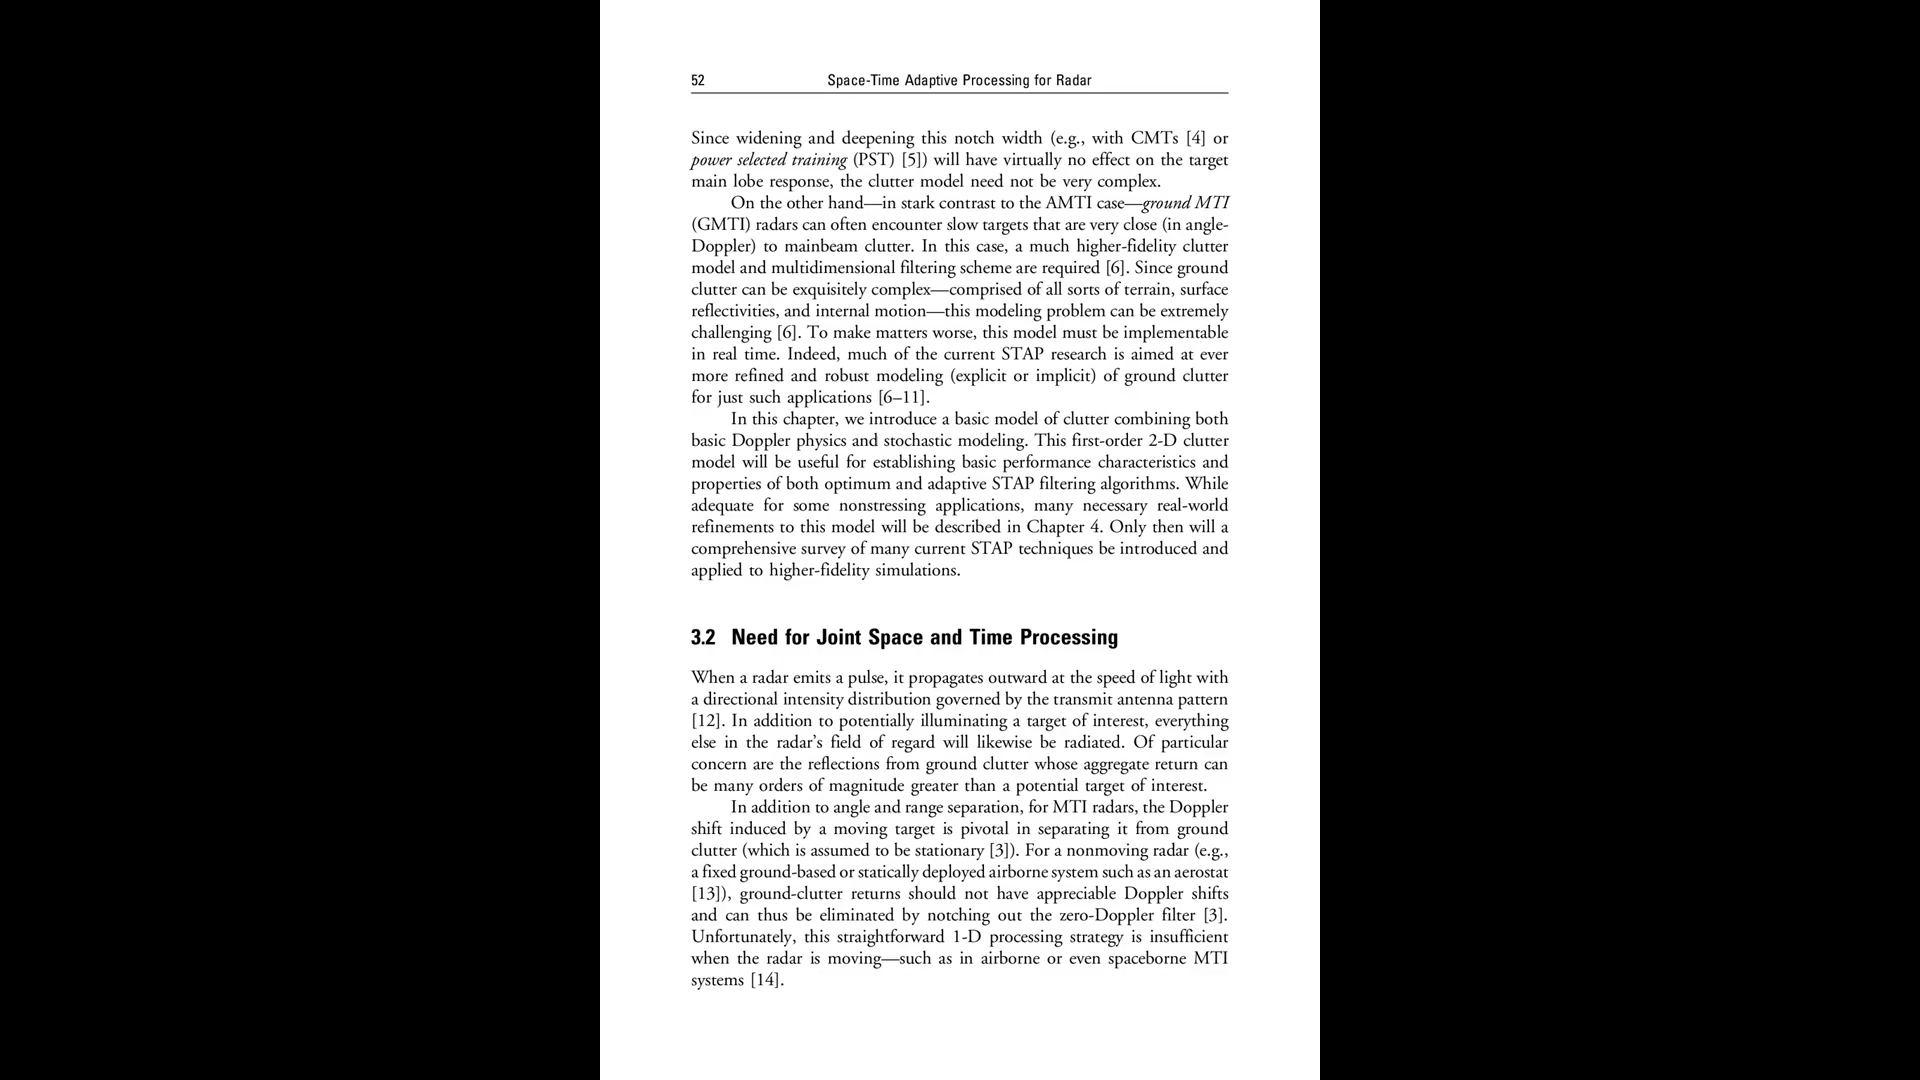 52 Space-Time Adaptive Processing for Radar
Since widening and deepening this notch width (e.g., with CMTs [4] or
power selected training (PST) [5]) will have virtually no effect on the target
main lobe response, the clutter model need not be very complex.
On the other hand—in stark contrast to the AMTI case—ground MTI
(GMTI) radars can often encounter slow targets that are very close (in angle-
Doppler) to mainbeam clutter. In this case, a much higher-fidelity clutter
model and multidimensional filtering scheme are required [6]. Since ground
clutter can be exquisitely complex—comprised of all sorts of terrain, surface
reflectivities, and internal motion—this modeling problem can be extremely
challenging [6]. To make matters worse, this model must be implementable
in real time. Indeed, much of the current STAP research is aimed at ever
more refined and robust modeling (explicit or implicit) of ground clutter
for just such applications [6–11].
In this chapter, we introduce a basic model of clutter combining both
basic Doppler physics and stochastic modeling. This first-order 2-D clutter
model will be useful for establishing basic performance characteristics and
properties of both optimum and adaptive STAP filtering algorithms. While
adequate for some nonstressing applications, many necessary real-world
refinements to this model will be described in Chapter 4. Only then will a
comprehensive survey of many current STAP techniques be introduced and
applied to higher-fidelity simulations.
3.2 Need for Joint Space and Time Processing
When a radar emits a pulse, it propagates outward at the speed of light with
a directional intensity distribution governed by the transmit antenna pattern
[12]. In addition to potentially illuminating a target of interest, everything
else in the radar's field of regard will likewise be radiated. Of particular
concern are the reflections from ground clutter whose aggregate return can
be many orders of magnitude greater than a potential target of interest.
In addition to angle and range separation, for MTI radars, the Doppler
shift induced by a moving target is pivotal in separating it from ground
clutter (which is assumed to be stationary [3]). For a nonmoving radar (e.g.,
a fixed ground-based or statically deployed airborne system such as an aerostat
[13]), ground-clutter returns should not have appreciable Doppler shifts
and can thus be eliminated by notching out the zero-Doppler filter [3].
Unfortunately, this straightforward 1-D processing strategy is insufficient
when the radar is moving—such as in airborne or even spaceborne MTI
systems [14].